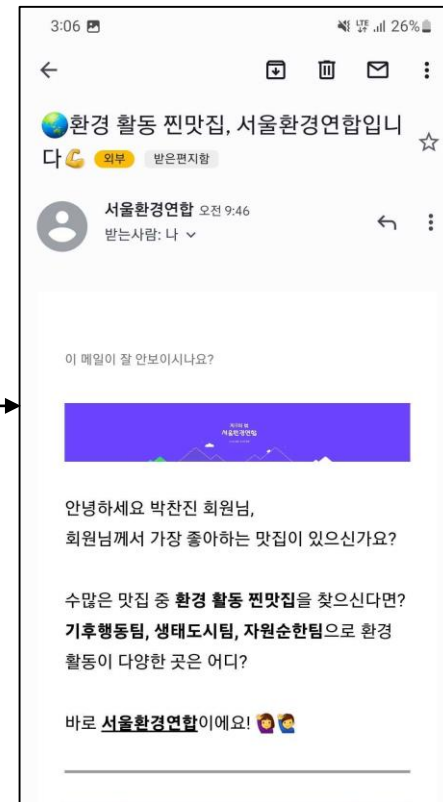 3:06 LTE 26%
🌏환경 활동 찐맛집, 서울환경연합입니
다💪 외부 받은편지함
서울환경연합 오전 9:46
받는사람: 나
이 메일이 잘 안보이시나요?
서울환경연합
안녕하세요 박찬진 회원님,
회원님께서 가장 좋아하는 맛집이 있으신가요?
수많은 맛집 중 환경 활동 찐맛집을 찾으신다면?
기후행동팀, 생태도시팀, 자원순한팀으로 환경
활동이 다양한 곳은 어디?
바로 서울환경연합이에요! 🙆‍♀️🙋‍♂️